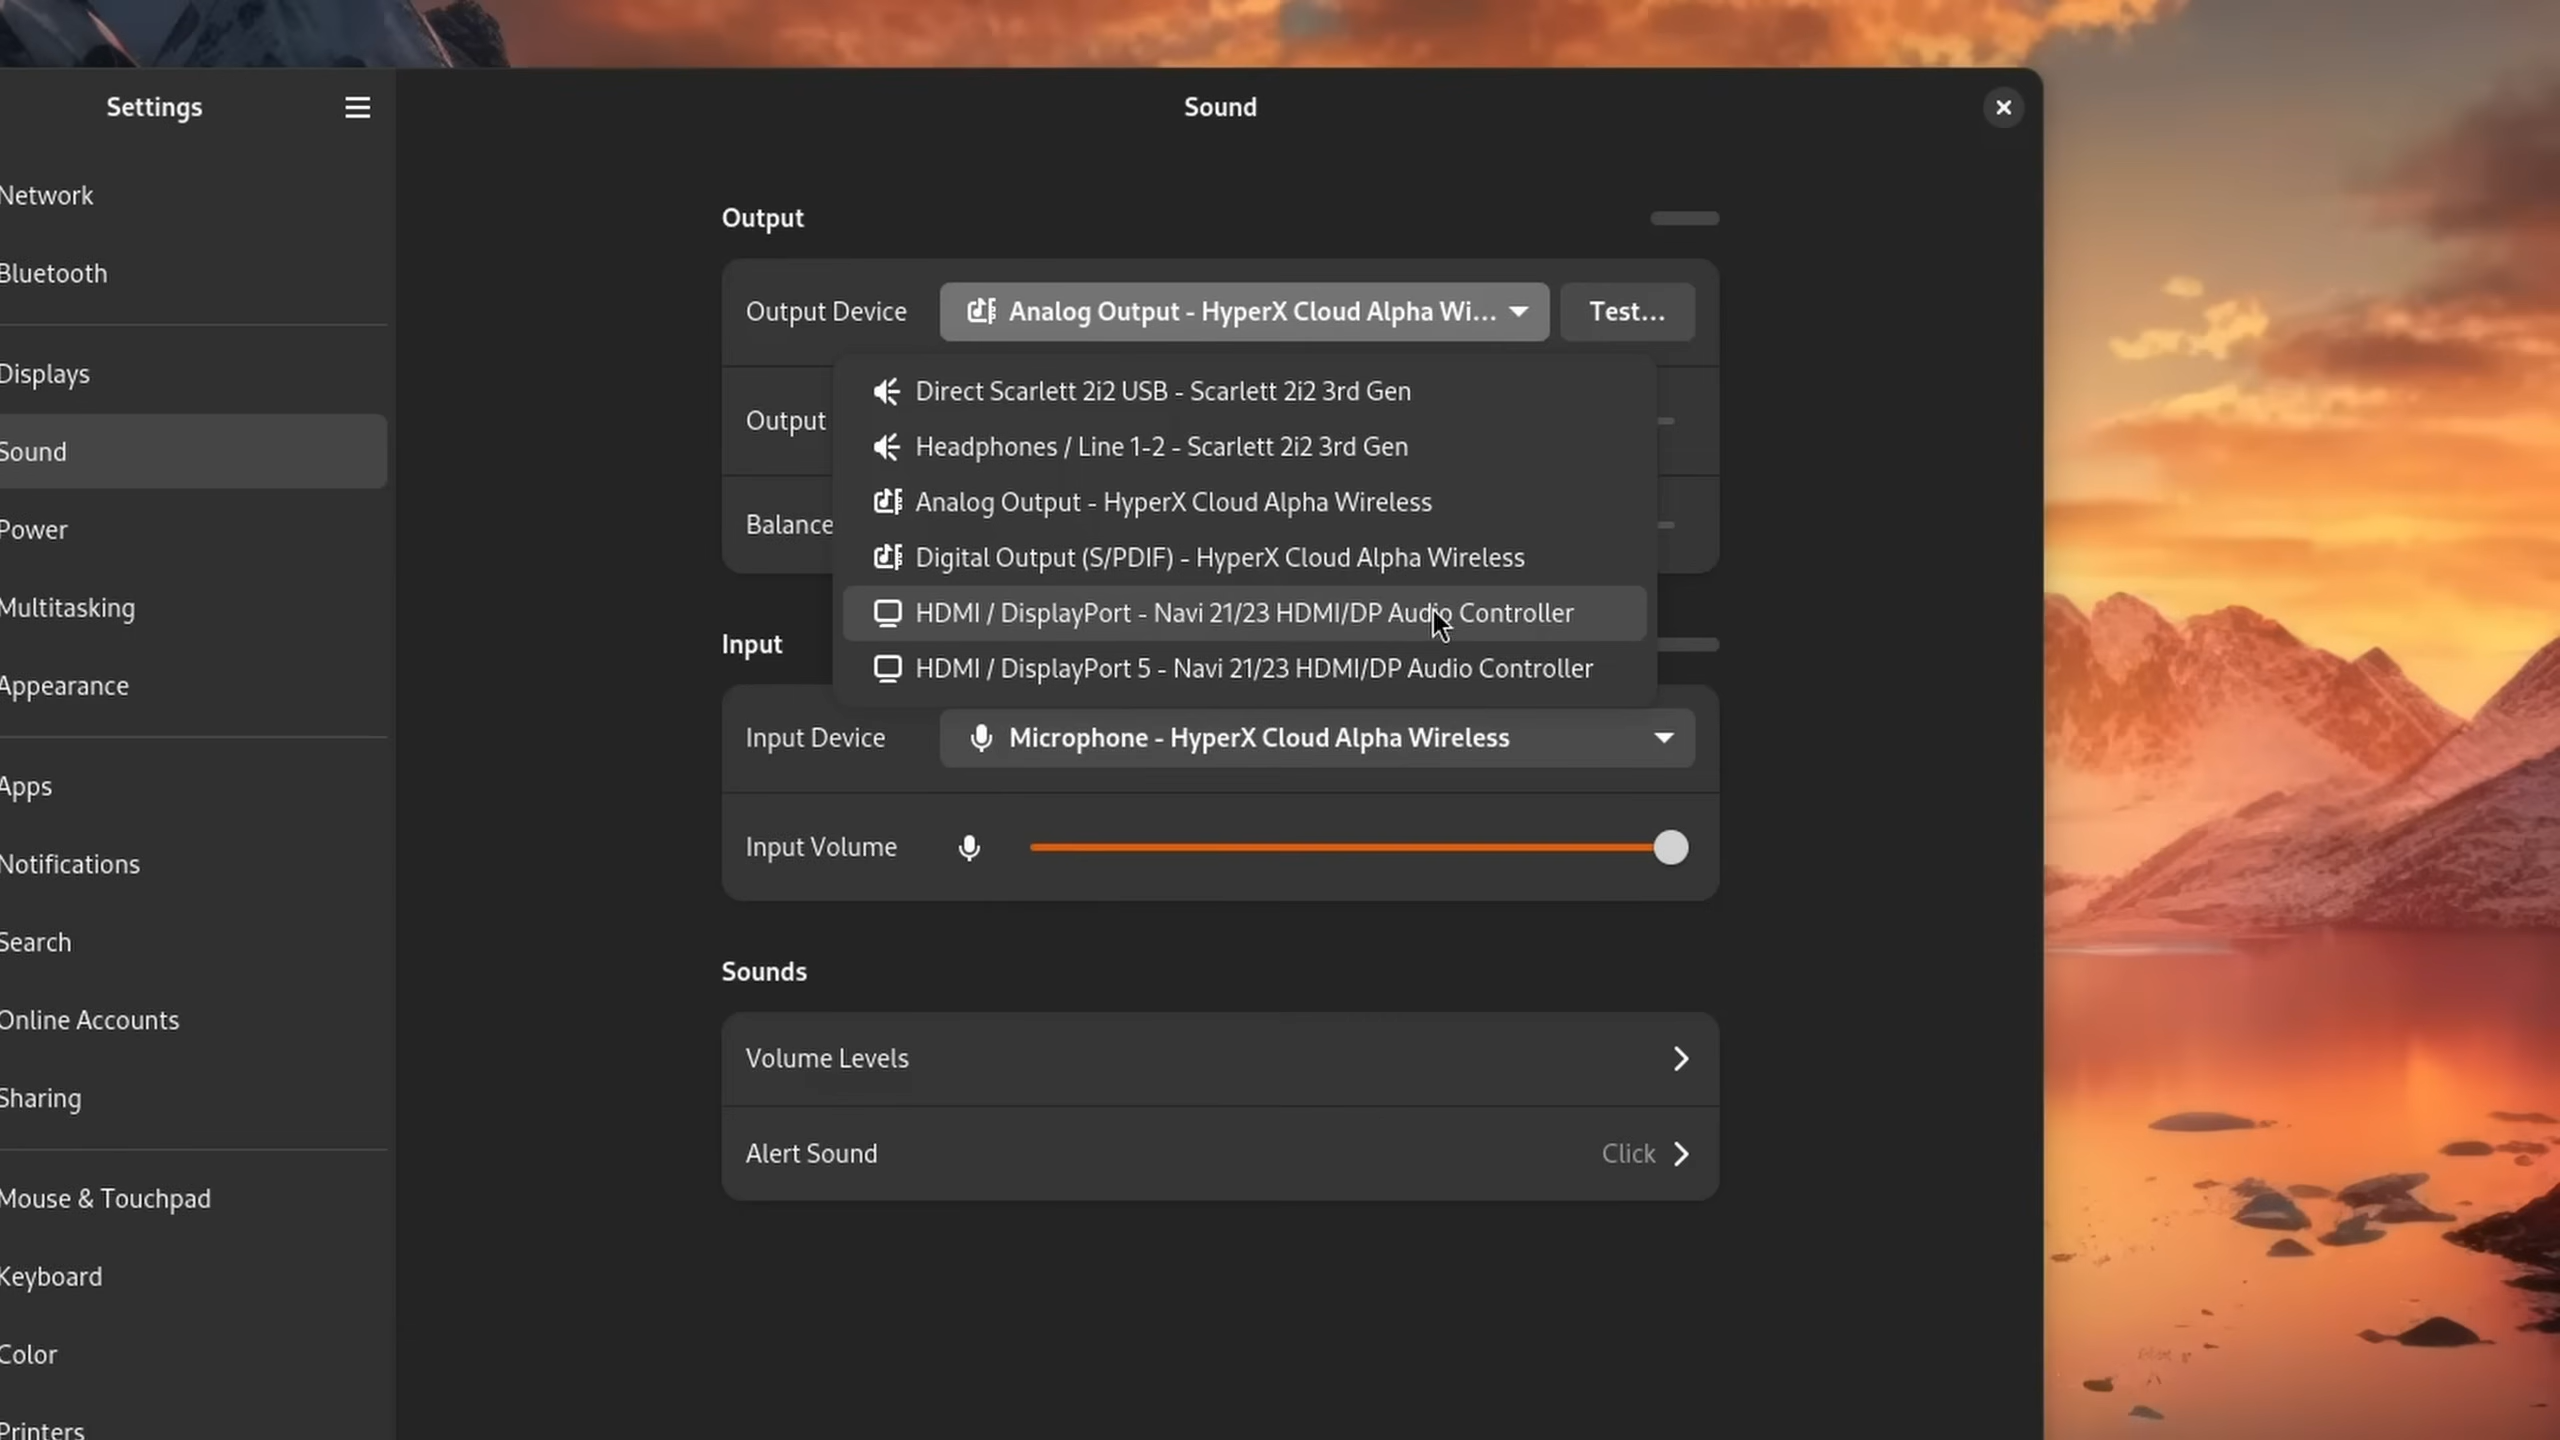 Settings
Sound
Network
Bluetooth
Displays
Sound
Power
Multitasking
Appearance
Apps
Notifications
Search
Online Accounts
Sharing
Mouse & Touchpad
Keyboard
Color
Printers
Output
Output Device
Analog Output - HyperX Cloud Alpha Wi...
Test...
Direct Scarlett 2i2 USB - Scarlett 2i2 3rd Gen
Output
Headphones / Line 1-2 - Scarlett 2i2 3rd Gen
Analog Output - HyperX Cloud Alpha Wireless
Balance
Digital Output (S/PDIF) - HyperX Cloud Alpha Wireless
HDMI / DisplayPort - Navi 21/23 HDMI/DP Audio Controller
Input
HDMI / DisplayPort 5 - Navi 21/23 HDMI/DP Audio Controller
Input Device
Microphone - HyperX Cloud Alpha Wireless
Input Volume
Sounds
Volume Levels
Alert Sound
Click